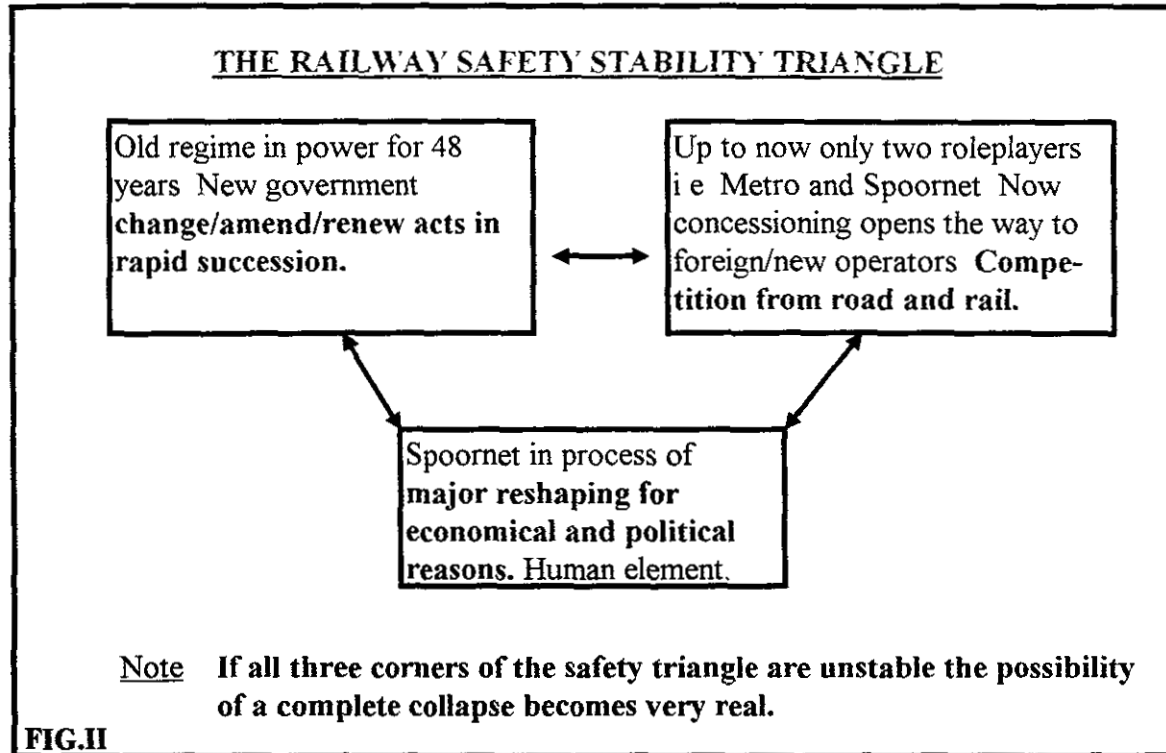 THE RAILWAY SAFETY STABILITY TRIANGLE
Old regime in power for 48
years New government
change/amend/renew acts in
rapid succession.
Up to now only two roleplayers
i e Metro and Spoornet Now
concessioning opens the way to
foreign/new operators Compe-
tition from road and rail.
Spoornet in process of
major reshaping for
economical and political
reasons. Human element.
Note If all three corners of the safety triangle are unstable the possibility
of a complete collapse becomes very real.
FIG.II